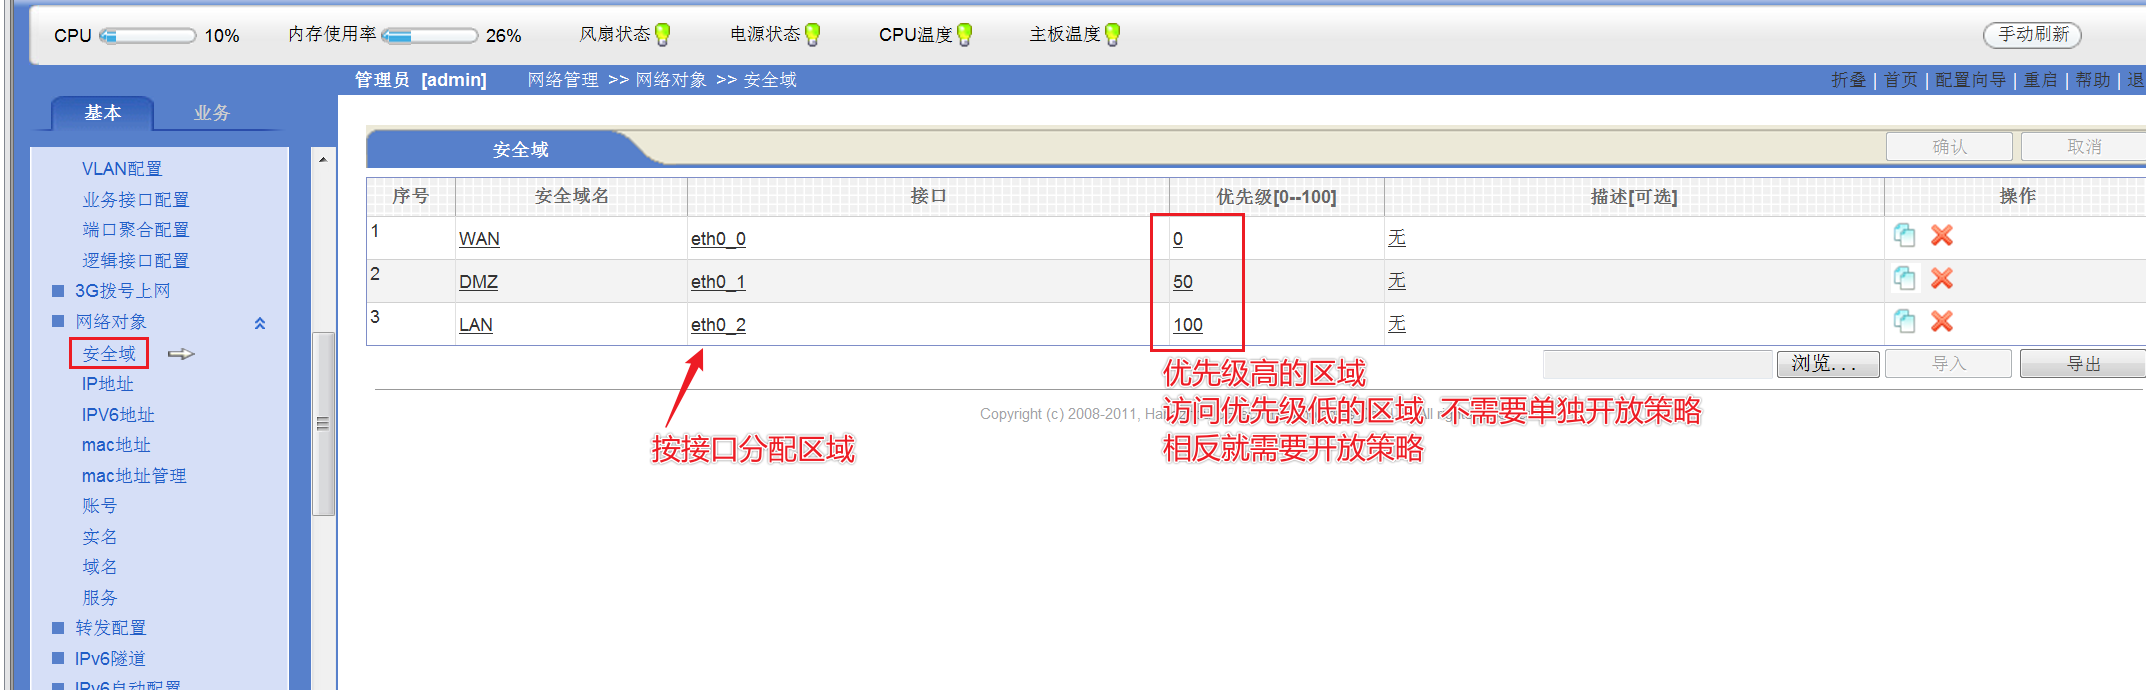 CPU 10% 内存使用率 26% 风扇状态 电源状态 CPU温度 主板温度 手动刷新
管理员 [admin] 网络管理 >> 网络对象 >> 安全域 折叠 | 首页 | 配置向导 | 重启 | 帮助 | 退
基本 业务
VLAN配置
业务接口配置
端口聚合配置
逻辑接口配置
3G拨号上网
网络对象
安全域
IP地址
IPV6地址
mac地址
mac地址管理
账号
实名
域名
服务
转发配置
IPv6隧道
IPv6自动配置
安全域 确认 取消
序号 安全域名 接口 优先级[0--100] 描述[可选] 操作
1 WAN eth0_0 0 无
2 DMZ eth0_1 50 无
3 LAN eth0_2 100 无
浏览... 导入 导出
优先级高的区域
访问优先级低的区域 不需要单独开放策略
相反就需要开放策略
按接口分配区域
Copyright (c) 2008-2011, Ha All